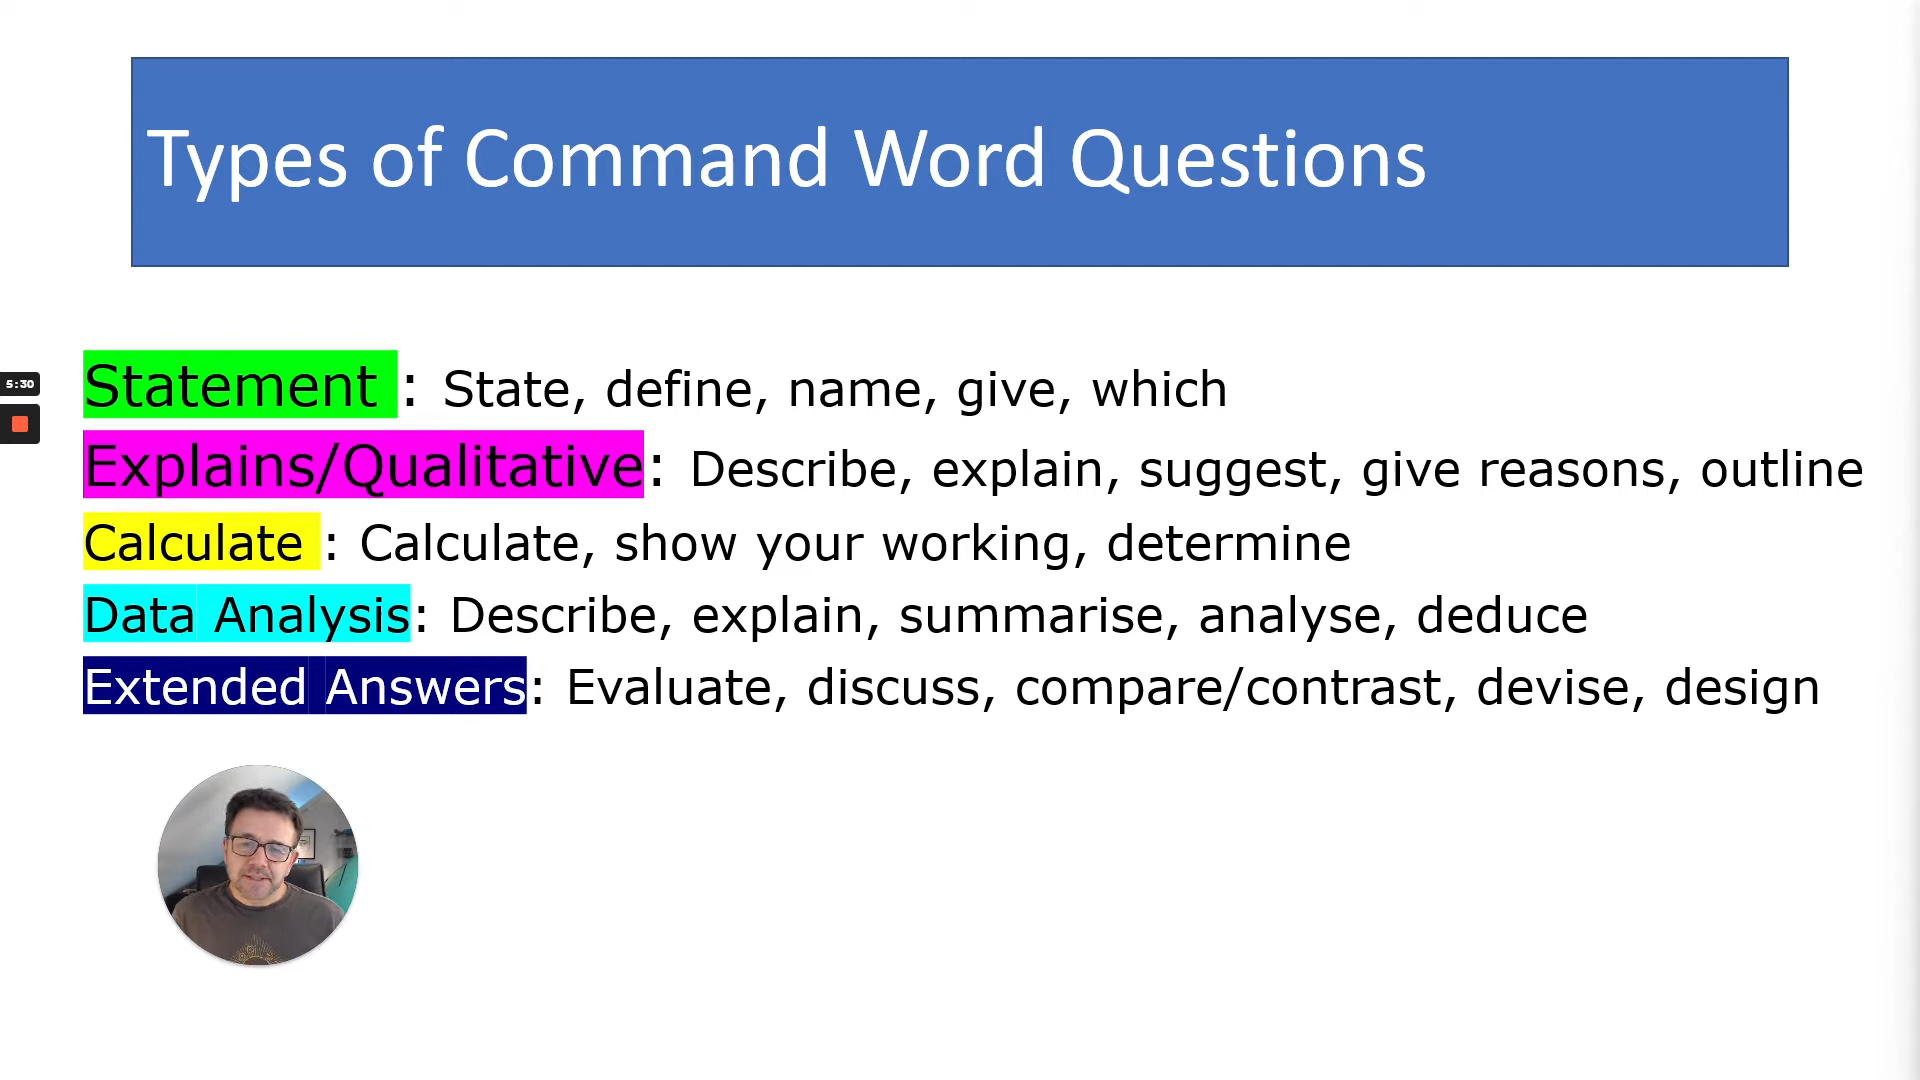 Types of Command Word Questions
Statement : State, define, name, give, which
5:30
Explains/Qualitative: Describe, explain, suggest, give reasons, outline
Calculate : Calculate, show your working, determine
Data Analysis: Describe, explain, summarise, analyse, deduce
Extended Answers: Evaluate, discuss, compare/contrast, devise, design